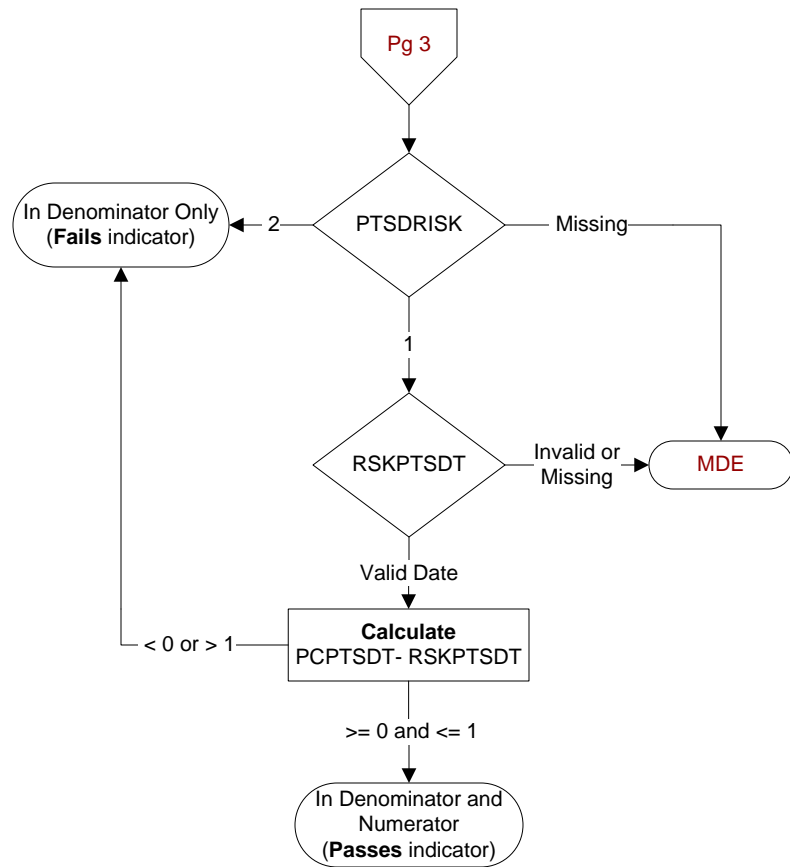 Pg 3
PTSDRISK
In Denominator Only
(Fails indicator)
2
Missing
1
RSKPTSDT
Invalid or
Missing
MDE
Valid Date
Calculate
PCPTSDT- RSKPTSDT
< 0 or > 1
>= 0 and <= 1
In Denominator and
Numerator
(Passes indicator)